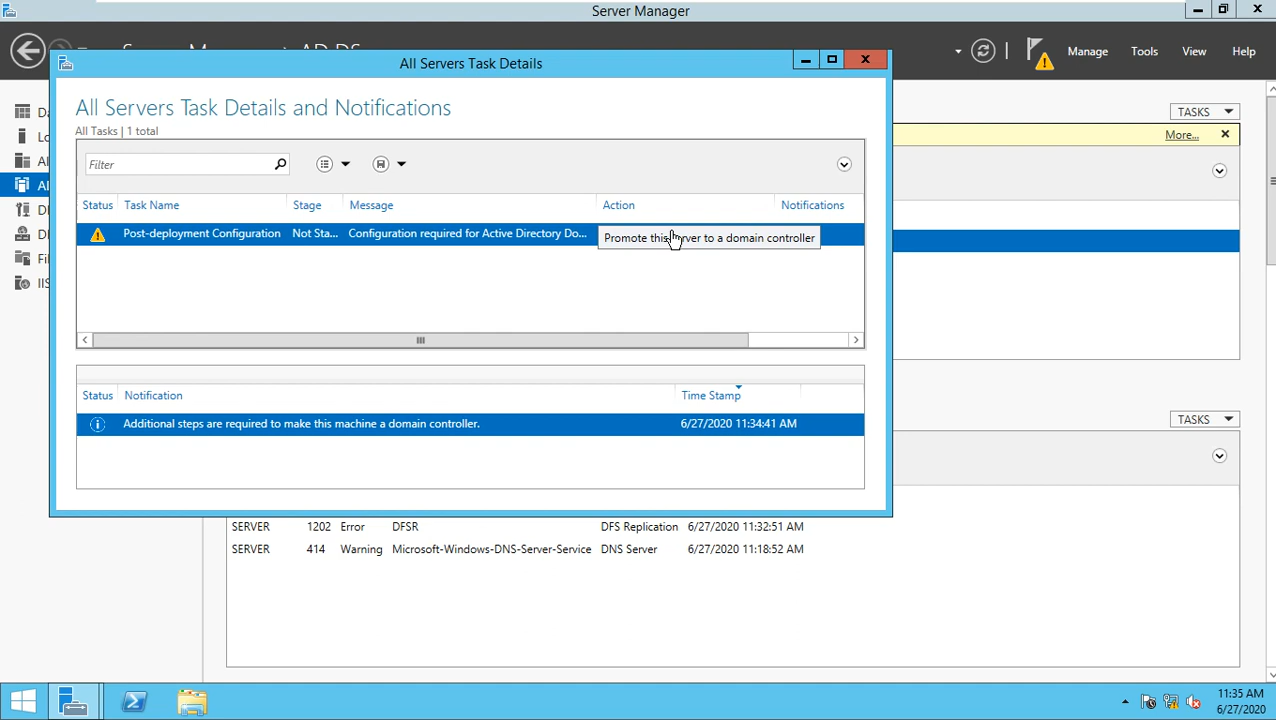 Server Manager
Manage
Tools
View
Help
All Servers Task Details
TASKS
All Servers Task Details and Notifications
More...
All Tasks | 1 total
Filter
Status
Task Name
Stage
Message
Action
Notifications
Post-deployment Configuration
Not Sta...
Configuration required for Active Directory Do...
Promote this server to a domain controller
Fil
IIS
Status
Notification
Time Stamp
Additional steps are required to make this machine a domain controller.
6/27/2020 11:34:41 AM
TASKS
SERVER 1202 Error DFSR DFS Replication 6/27/2020 11:32:51 AM
SERVER 414 Warning Microsoft-Windows-DNS-Server-Service DNS Server 6/27/2020 11:18:52 AM
11:35 AM
6/27/2020